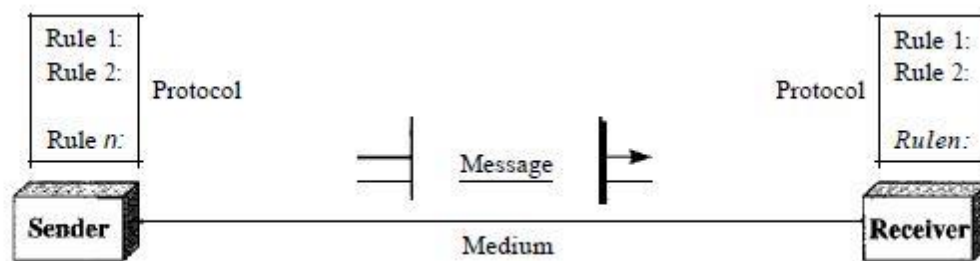 Rule 1:
Rule 2:
Rule n:
Protocol
Message
Protocol
Rule 1:
Rule 2:
Rulen:
Sender
Medium
Receiver